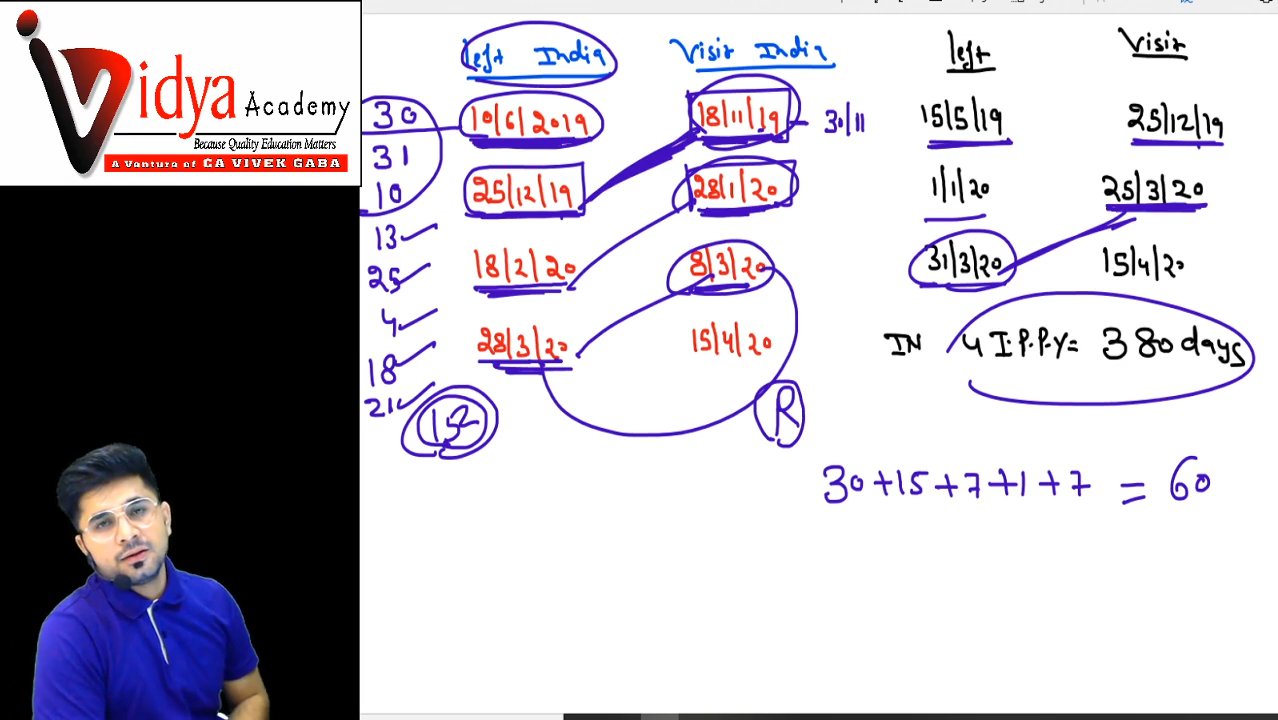 Vidya Academy
Because Quality Education Matters
A Ventura of CA VIVEK GABA
left India Visit India
30 10/6/2019 18/11/19 30/11
31
10 25/12/19 28/1/20
13
25 18/2/20 8/3/20
4
18 28/3/20 15/4/20
21
152 R
left Visit
15/5/19 25/12/19
1/1/20 25/3/20
31/3/20 15/4/20
IN 4 I.P.P.Y = 380 days
30+15+7+1+7 = 60